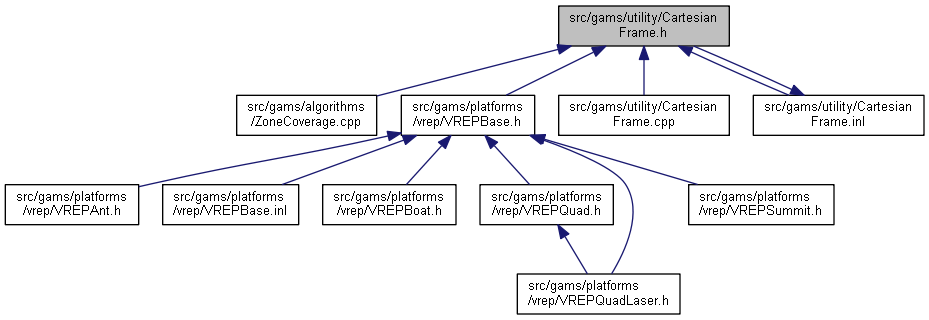 src/gams/utility/Cartesian
Frame.h
src/gams/algorithms
/ZoneCoverage.cpp
src/gams/platforms
/vrep/VREPBase.h
src/gams/utility/Cartesian
Frame.cpp
src/gams/utility/Cartesian
Frame.inl
src/gams/platforms
/vrep/VREPAnt.h
src/gams/platforms
/vrep/VREPBase.inl
src/gams/platforms
/vrep/VREPBoat.h
src/gams/platforms
/vrep/VREPQuad.h
src/gams/platforms
/vrep/VREPSummit.h
src/gams/platforms
/vrep/VREPQuadLaser.h